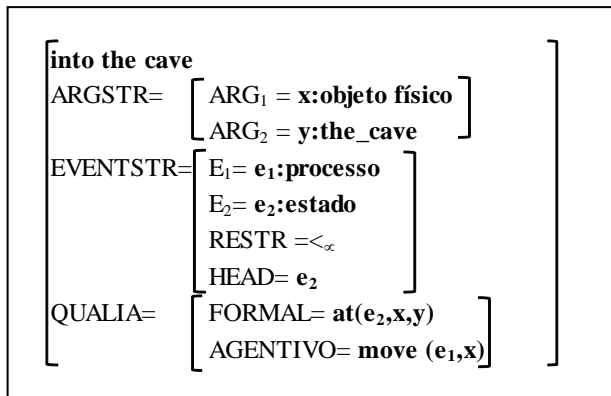 into the cave
ARGSTR= ARG₁ = x:objeto físico
ARG₂ = y:the_cave
EVENTSTR= E₁= e₁:processo
E₂= e₂:estado
RESTR =<∞
HEAD= e₂
QUALIA= FORMAL= at(e₂,x,y)
AGENTIVO= move (e₁,x)